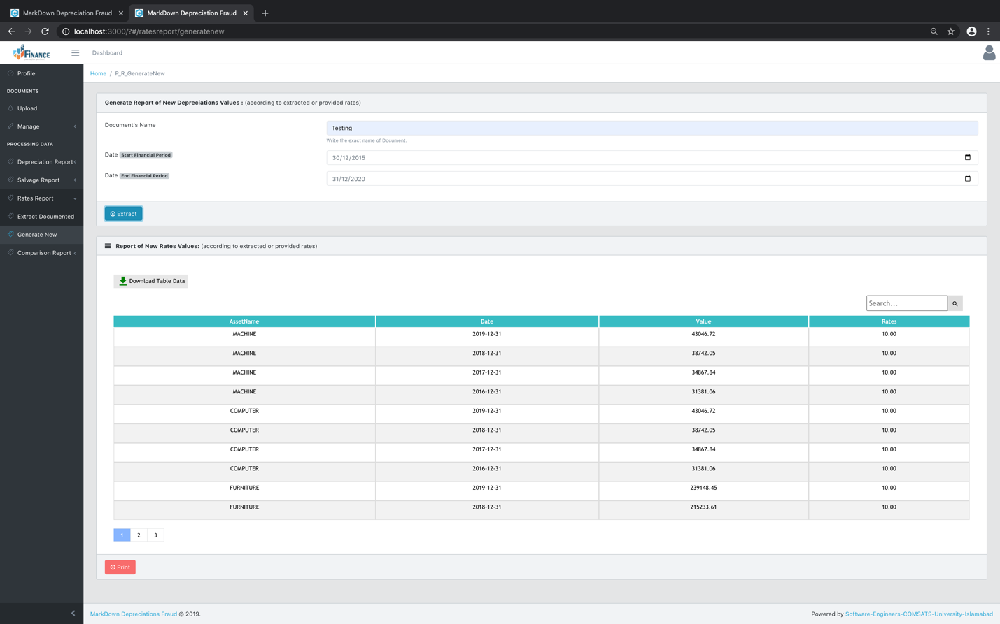 MarkDown Depreciation Fraud
MarkDown Depreciation Fraud
localhost:3000/?#/ratesreport/generatenew
FINANCE
Dashboard
Profile
DOCUMENTS
Upload
Manage
PROCESSING DATA
Depreciation Report
Salvage Report
Rates Report
Extract Documented
Generate New
Comparison Report
Home / P_R_GenerateNew
Generate Report of New Depreciations Values : (according to extracted or provided rates)
Document's Name
Testing
Write the exact name of Document.
Date Start Financial Period
30/12/2015
Date End Financial Period
31/12/2020
Extract
Report of New Rates Values: (according to extracted or provided rates)
Download Table Data
Search...
AssetName Date Value Rates
MACHINE 2019-12-31 43046.72 10.00
MACHINE 2018-12-31 38742.05 10.00
MACHINE 2017-12-31 34867.84 10.00
MACHINE 2016-12-31 31381.06 10.00
COMPUTER 2019-12-31 43046.72 10.00
COMPUTER 2018-12-31 38742.05 10.00
COMPUTER 2017-12-31 34867.84 10.00
COMPUTER 2016-12-31 31381.06 10.00
FURNITURE 2019-12-31 239148.45 10.00
FURNITURE 2018-12-31 215233.61 10.00
1 2 3
Print
MarkDown Depreciations Fraud © 2019.
Powered by Software-Engineers-COMSATS-University-Islamabad